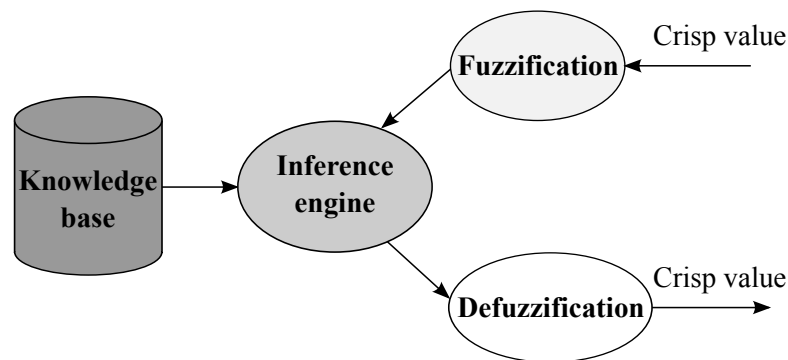 Crisp value
Fuzzification
Knowledge
base
Inference
engine
Crisp value
Defuzzification